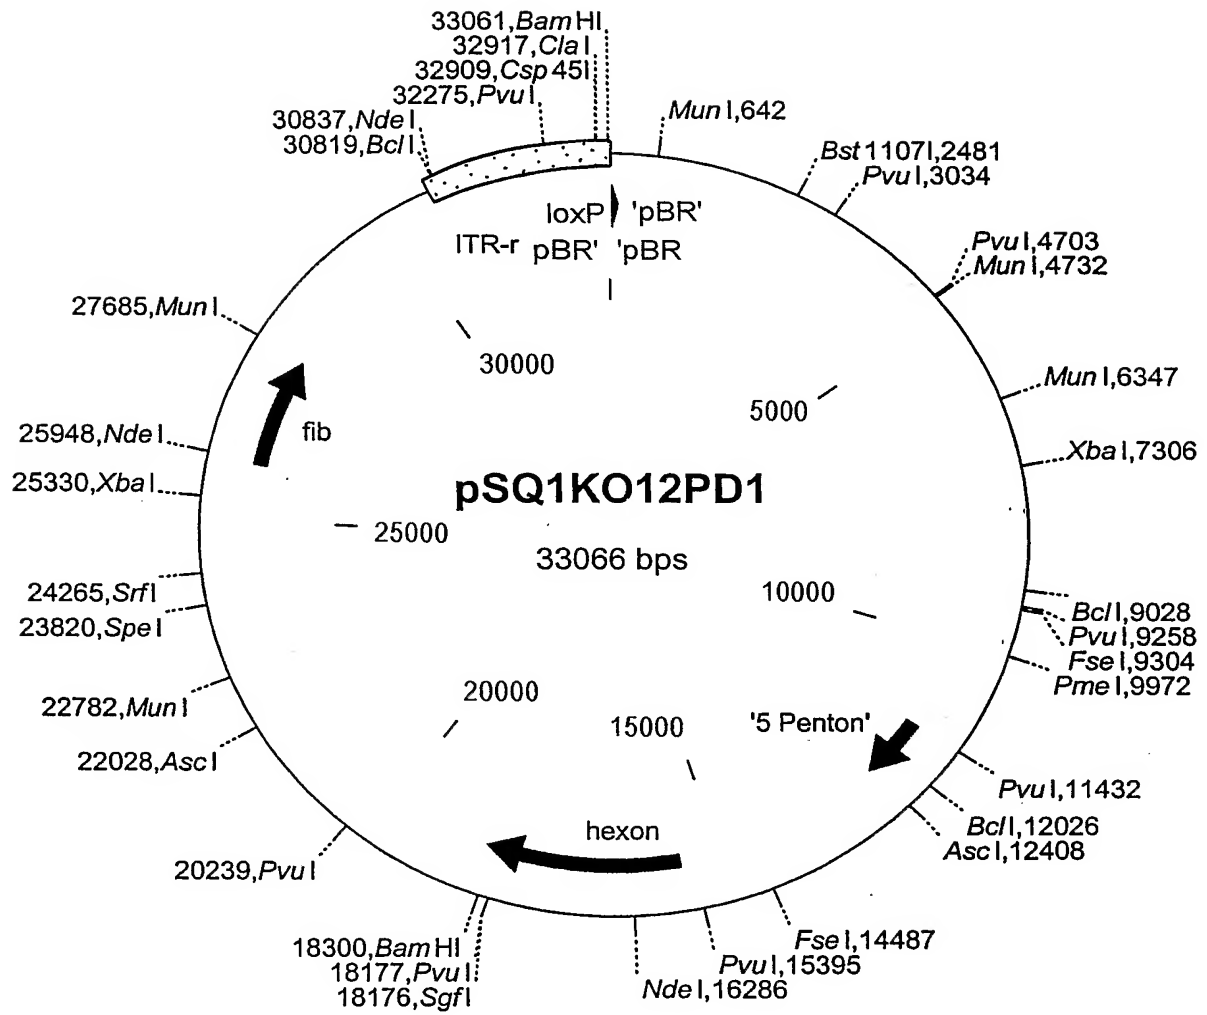 33061,BamHI
32917,ClaI
32909,Csp45I
32275,PvuI
30837,NdeI
30819,BclI
MunI,642
Bst1107I,2481
PvuI,3034
loxP 'pBR'
ITR-r pBR' 'pBR
PvuI,4703
MunI,4732
27685,MunI
30000
5000
MunI,6347
fib
25948,NdeI
25330,XbaI
XbaI,7306
pSQ1KO12PD1
25000
33066 bps
10000
24265,SrfI
23820,SpeI
BclI,9028
PvuI,9258
FseI,9304
PmeI,9972
22782,MunI
22028,AscI
20000
15000
'5 Penton'
PvuI,11432
BclI,12026
AscI,12408
hexon
20239,PvuI
18300,BamHI
18177,PvuI
18176,SgfI
FseI,14487
PvuI,15395
NdeI,16286